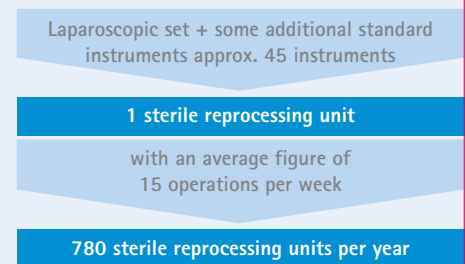 Laparoscopic set + some additional standard
instruments approx. 45 instruments
1 sterile reprocessing unit
with an average figure of
15 operations per week
780 sterile reprocessing units per year